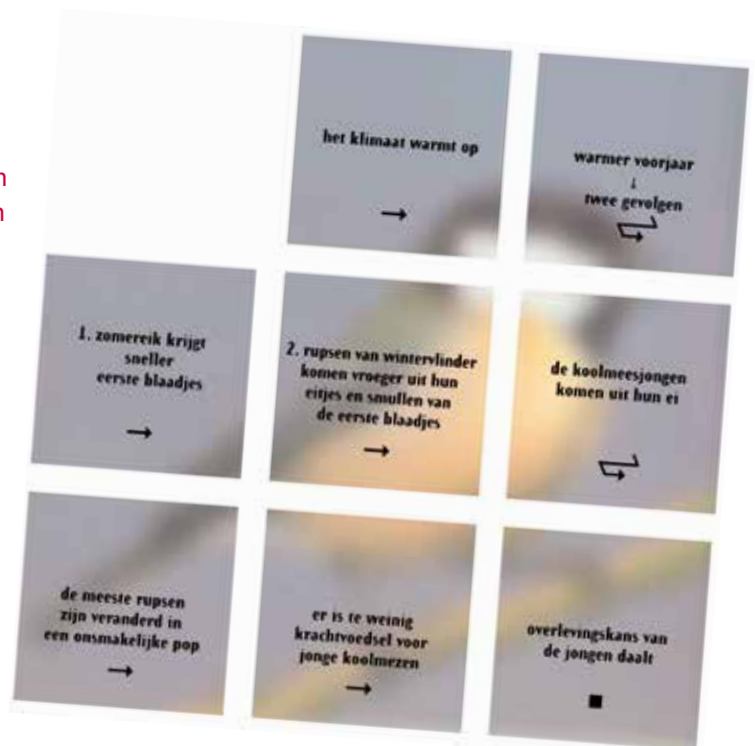 het klimaat warmt op
→
warmer voorjaar
↓
twee gevolgen
1. zomereik krijgt
sneller
eerste blaadjes
→
2. rupsen van wintervlinder
komen vroeger uit hun
eitjes en smullen van
de eerste blaadjes
→
de koolmeesjongen
komen uit hun ei
de meeste rupsen
zijn veranderd in
een onsmakelijke pop
→
er is te weinig
krachtvoedsel voor
jonge koolmezen
→
overlevingskans van
de jongen daalt
■